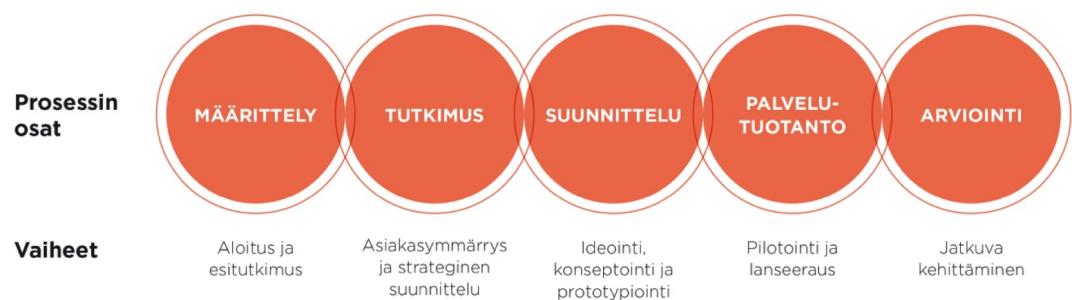 Prosessin
osat
MÄÄRITTELY
TUTKIMUS
SUUNNITTELU
PALVELU-
TUOTANTO
ARVIOINTI
Vaiheet
Aloitus ja
esitutkimus
Asiakasymmärrys
ja strateginen
suunnittelu
Ideointi,
konseptointi ja
prototypiointi
Pilotointi ja
lanseeraus
Jatkuva
kehittäminen